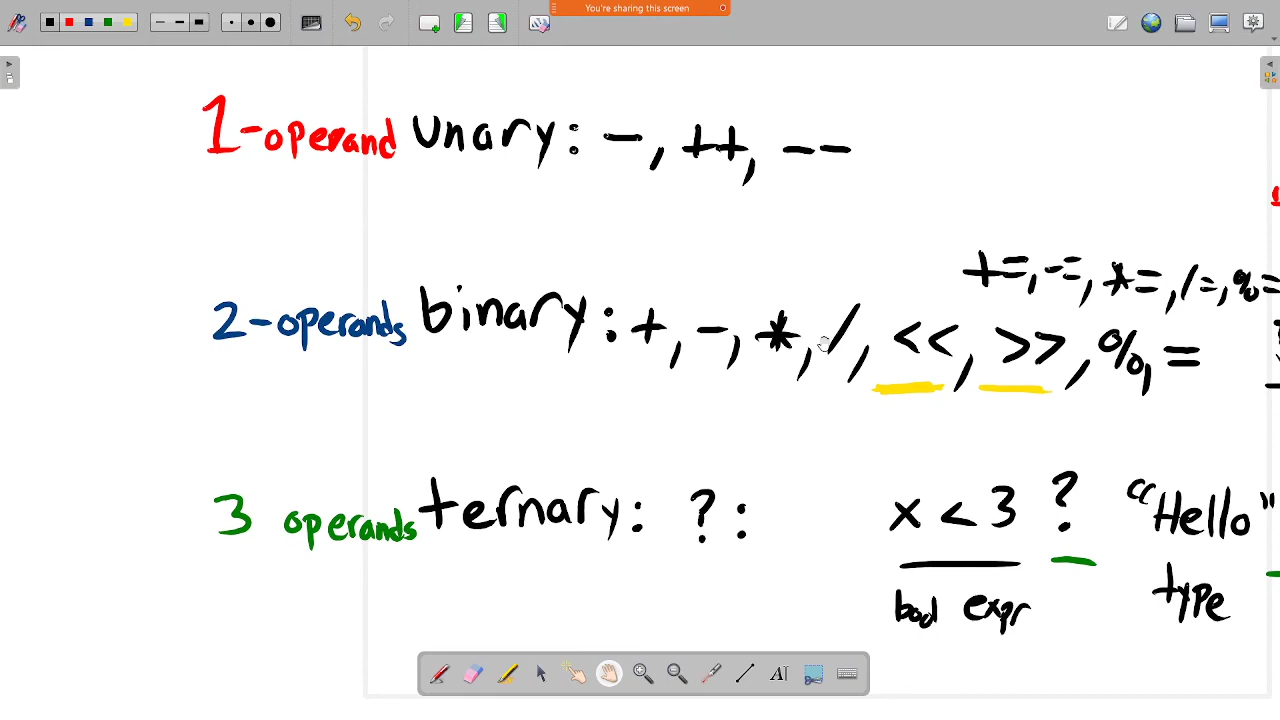 You're sharing this screen
1-operand unary: -, ++, --
+=, -=, *=, /=, %=
2-operands binary: +, -, *, /, <<, >>, %, =
3 operands ternary: ?: x < 3 ? "Hello"
bool expr type